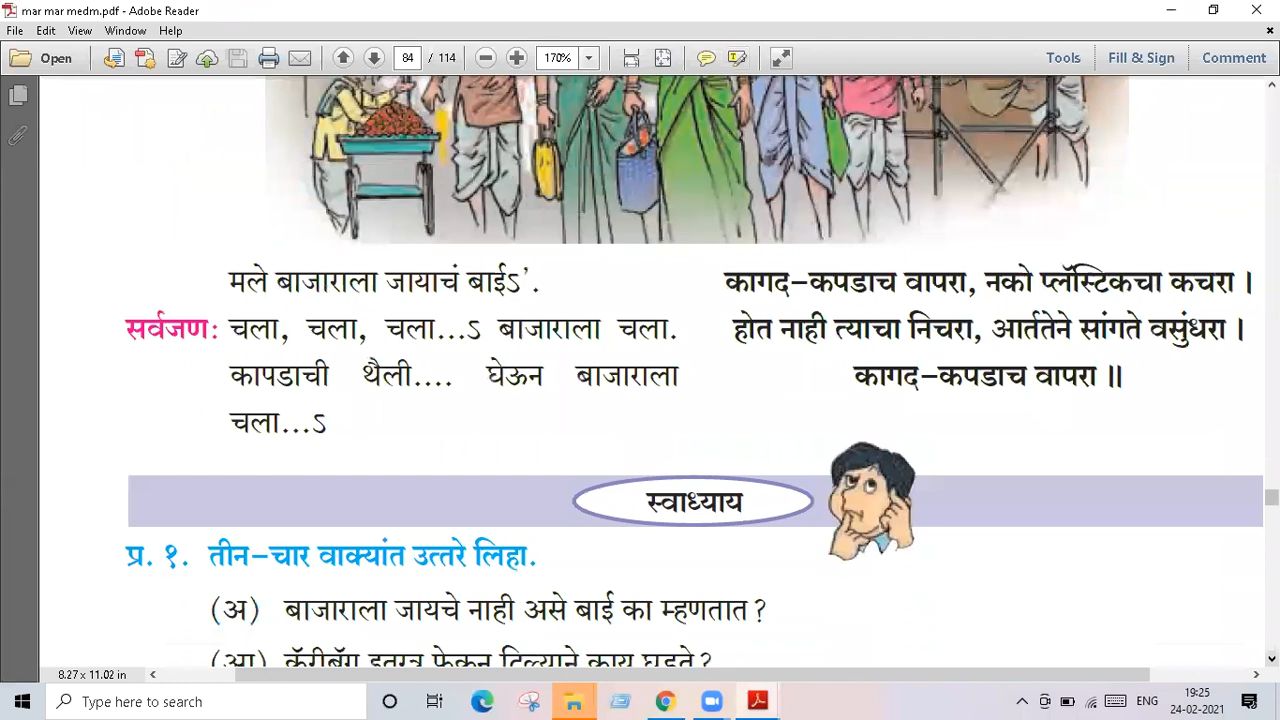 mar mar medm.pdf - Adobe Reader
File Edit View Window Help
Open 84 / 114 170% Tools Fill & Sign Comment
मले बाजाराला जायाचं बाईऽ’.
सर्वजण: चला, चला, चला...ऽ बाजाराला चला.
कापडाची थैली.... घेऊन बाजाराला
चला...ऽ
कागद-कपडाच वापरा, नको प्लॅास्टिकचा कचरा ।
होत नाही त्याचा निचरा, आर्ततेने सांगते वसुंधरा ।
कागद-कपडाच वापरा ॥
स्वाध्याय
प्र. १. तीन-चार वाक्यांत उत्तरे लिहा.
(अ) बाजाराला जायचे नाही असे बाई का म्हणतात ?
(आ) कॅरीबॅग इतरत्र फेकून दिल्याने काय घडते ?
8.27 x 11.02 in
Type here to search
ENG
19:25
24-02-2021